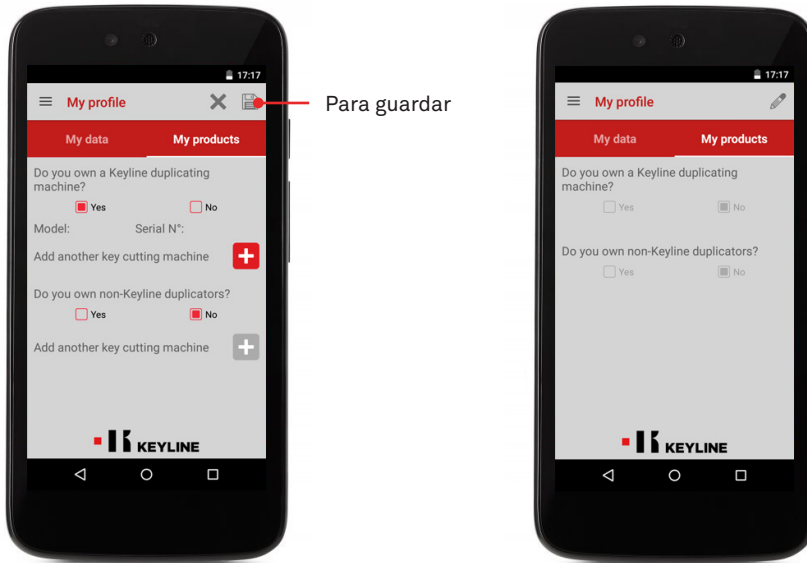 17:17
My profile
My data My products
Do you own a Keyline duplicating
machine?
Yes No
Model: Serial N°:
Add another key cutting machine
Do you own non-Keyline duplicators?
Yes No
Add another key cutting machine
KEYLINE
Para guardar
17:17
My profile
My data My products
Do you own a Keyline duplicating
machine?
Yes No
Do you own non-Keyline duplicators?
Yes No
KEYLINE